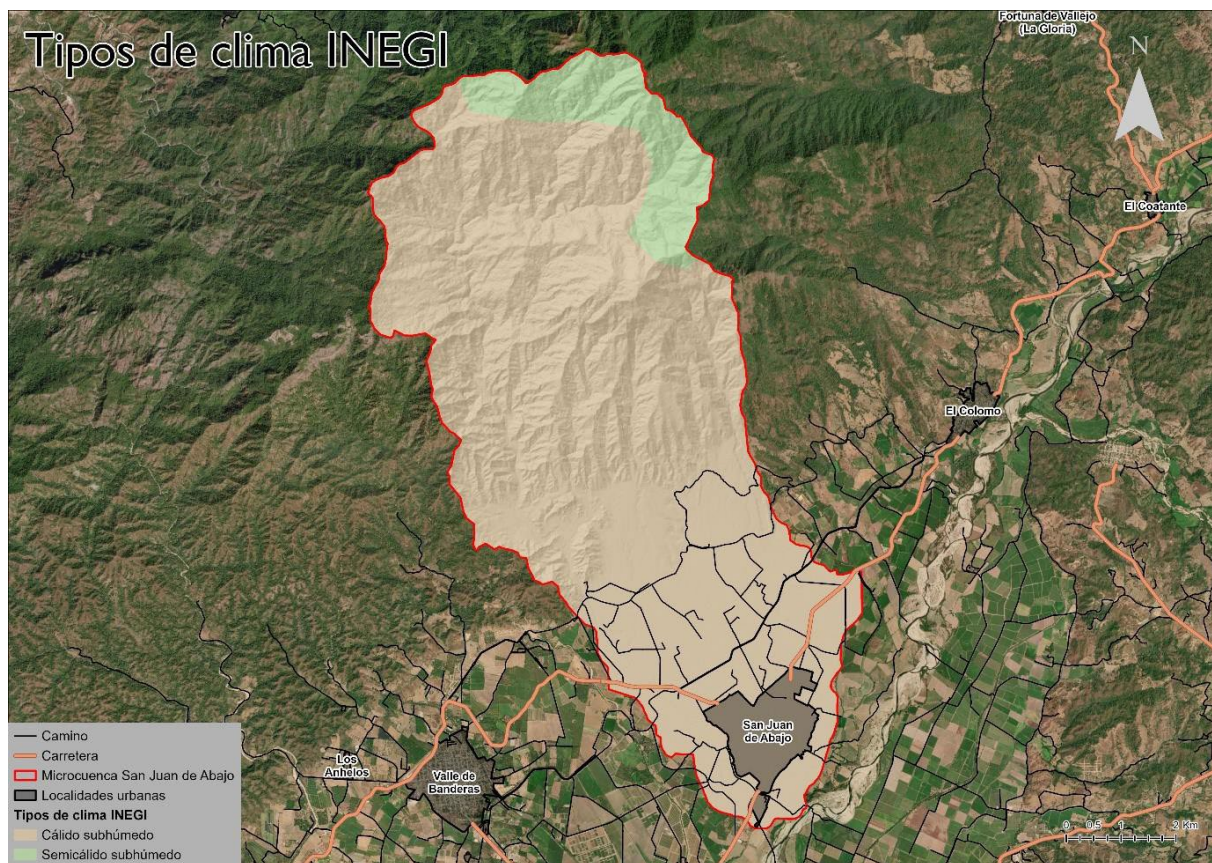 Tipos de clima INEGI
Fortuna de Vallejo
(La Gloria)
N
El Coatante
El Colomo
San Juan
de Abajo
Los
Anhelos
Valle de
Banderas
Camino
Carretera
Microcuenca San Juan de Abajo
Localidades urbanas
Tipos de clima INEGI
Cálido subhúmedo
Semicálido subhúmedo
0 0.5 1 2 Km